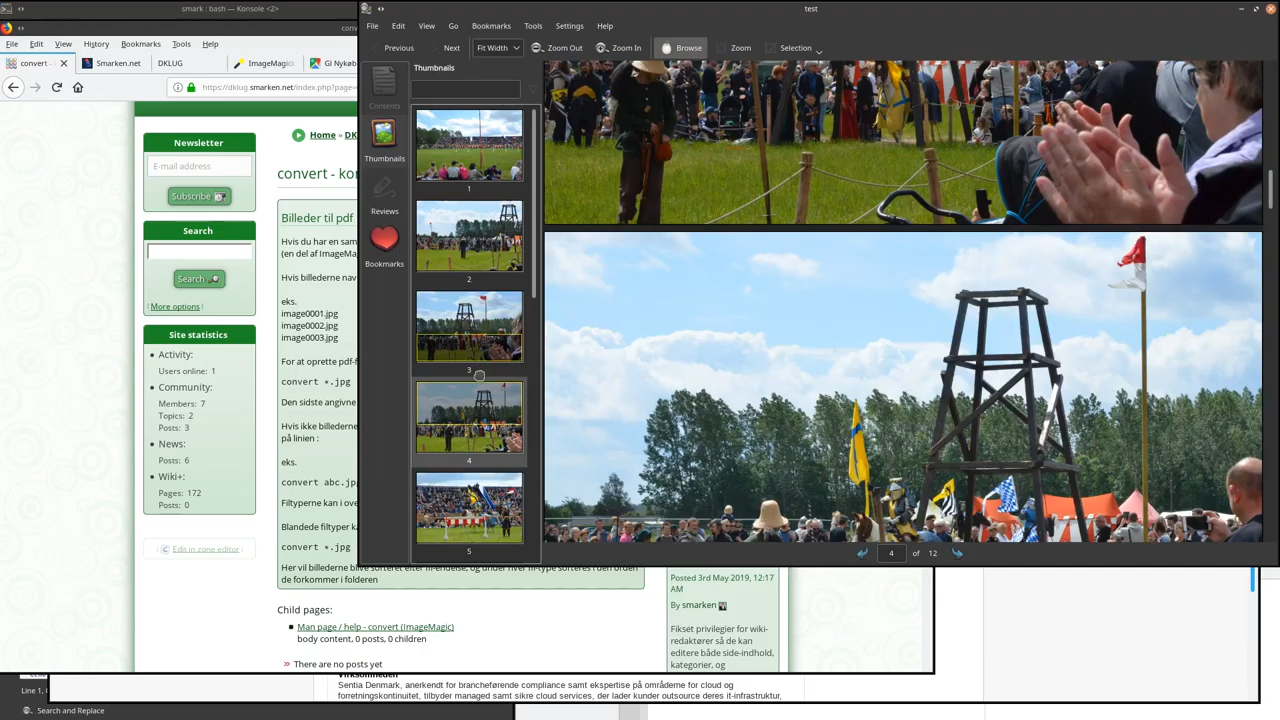 smark : bash — Konsole <2>
test
conv
File Edit View History Bookmarks Tools Help
File Edit View Go Bookmarks Tools Settings Help
convert -
Smarken.net
DKLUG
ImageMagick
GI Nykøb
Previous Next Fit Width Zoom Out Zoom In Browse Zoom Selection
https://dklug.smarken.net/index.php?page=
Contents
Thumbnails
Reviews
Bookmarks
Thumbnails
1
2
3
4
5
4 of 12
Newsletter
E-mail address
Subscribe
Search
Search
(More options)
Site statistics
Activity:
Users online: 1
Community:
Members: 7
Topics: 2
Posts: 3
News:
Posts: 6
Wiki+:
Pages: 172
Posts: 0
Edit in zone editor
Home » DK
convert - kon
Billeder til pdf
Hvis du har en sam
(en del af ImageMa
Hvis billederne nav
eks.
image0001.jpg
image0002.jpg
image0003.jpg
For at oprette pdf-f
convert *.jpg
Den sidste angivne
Hvis ikke billederne
på linien :
eks.
convert abc.jp
Filtyperne kan i ove
Blandede filtyper ka
convert *.jpg
Her vil billederne blive sorteret efter fil-endelse, og under hver fil-type sorteres i den orden
de forkommer i folderen
Child pages:
Man page / help - convert (ImageMagic)
body content, 0 posts, 0 children
There are no posts yet
Posted 3rd May 2019, 12:17
AM
By smarken
Fikset privilegier for wiki-
redaktører så de kan
editere både side-indhold,
kategorier, og
Virksomheden
Sentia Denmark, anerkendt for brancheførende compliance samt ekspertise på områderne for cloud og
forretningskontinuitet, tilbyder managed samt sikre cloud services, der lader kunder outsource deres it-infrastruktur,
Line 1,
Search and Replace